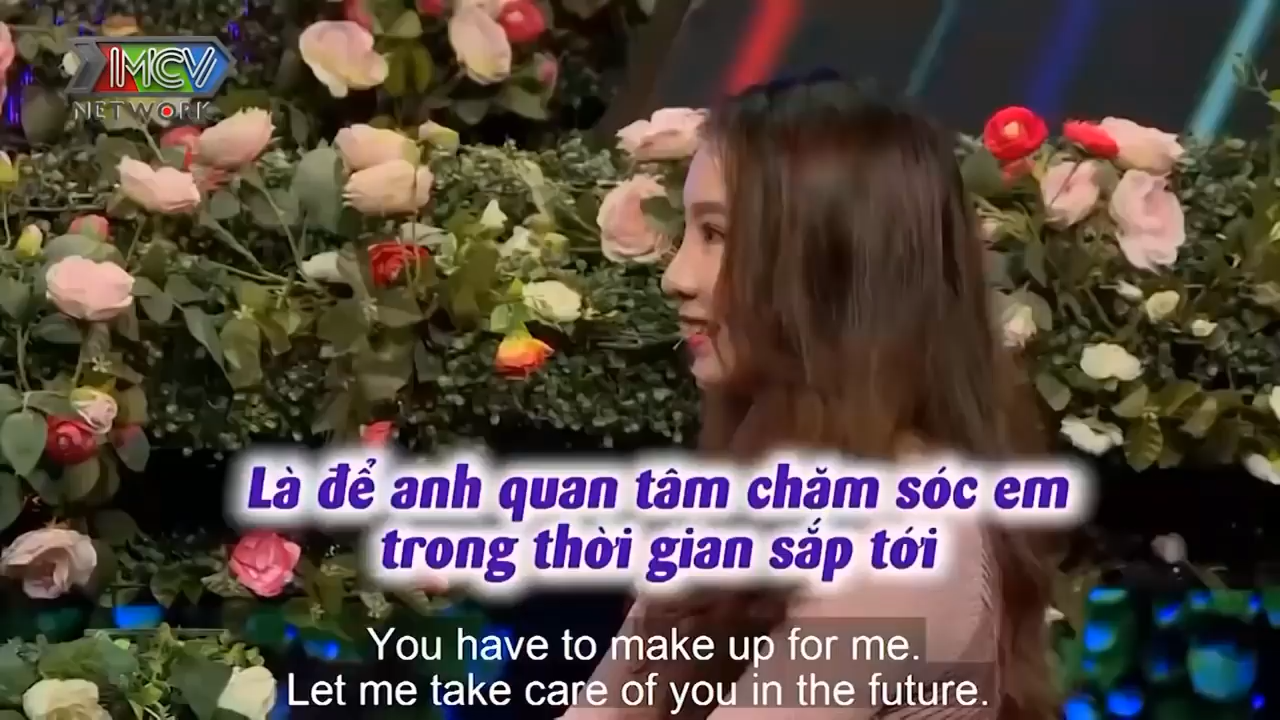 MCV
NETWORK
Là để anh quan tâm chăm sóc em
trong thời gian sắp tới
You have to make up for me.
Let me take care of you in the future.